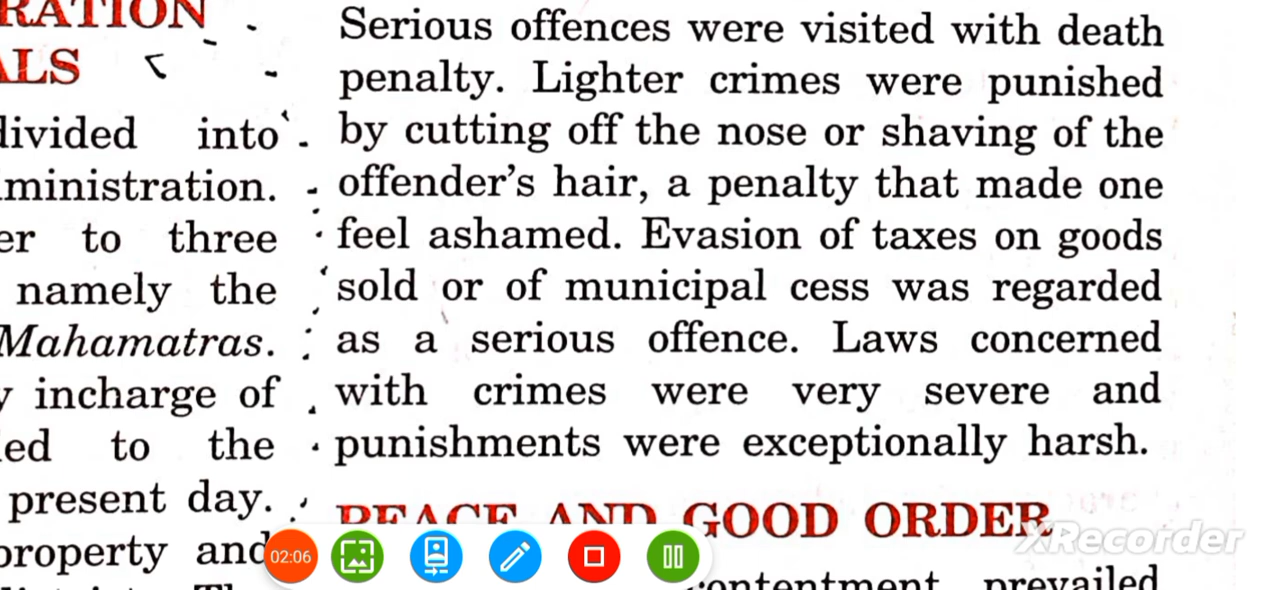 RATION
ALS
divided into
ministration.
er to three
namely the
Mahamatras.
y incharge of
ed to the
present day.
property and
Serious offences were visited with death
penalty. Lighter crimes were punished
by cutting off the nose or shaving of the
offender's hair, a penalty that made one
feel ashamed. Evasion of taxes on goods
sold or of municipal cess was regarded
as a serious offence. Laws concerned
with crimes were very severe and
punishments were exceptionally harsh.
PEACE AND GOOD ORDER
contentment prevailed
02:06
XRecorder